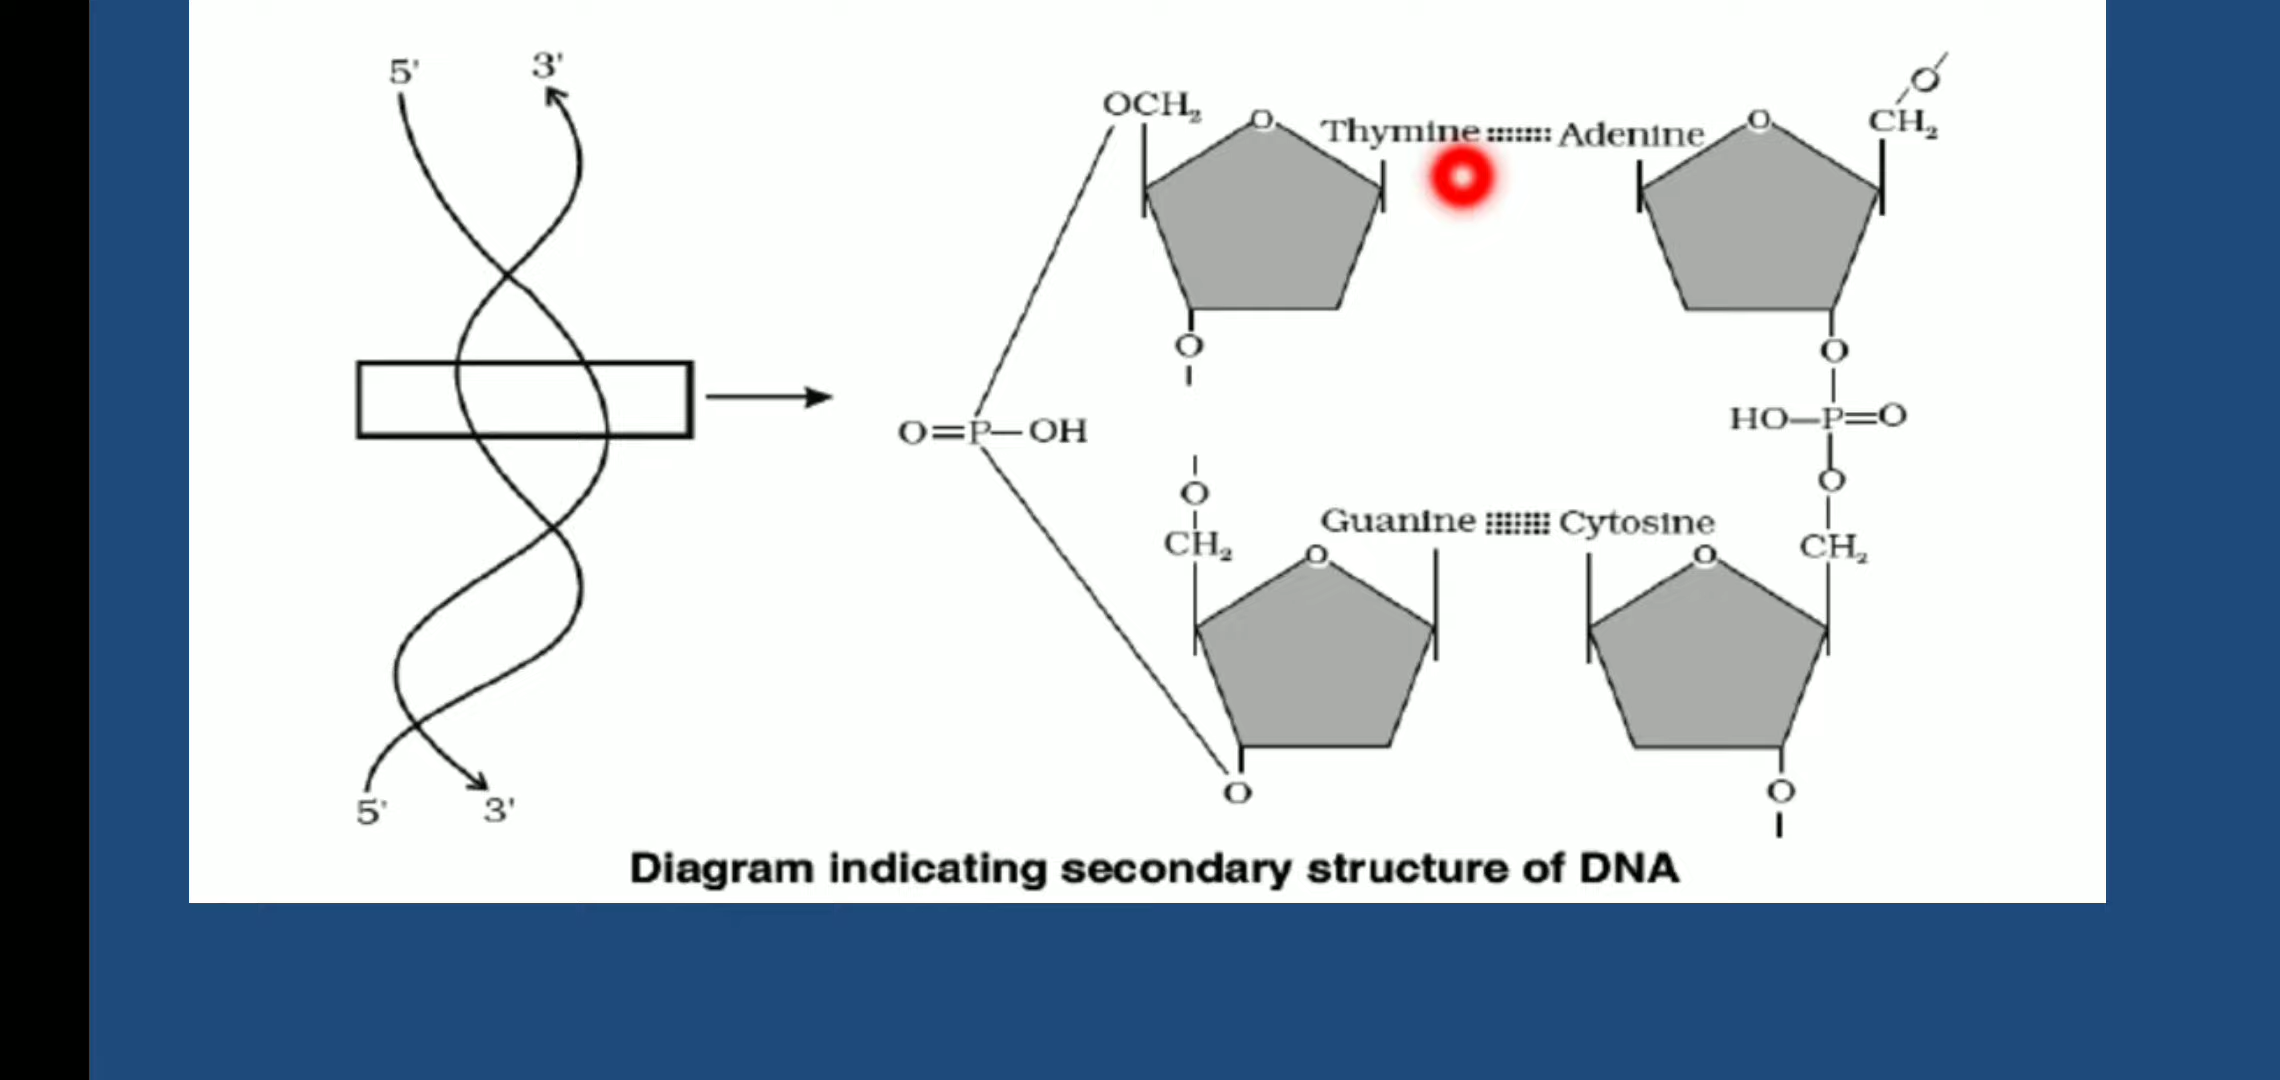 5'
3'
5'
3'
OCH₂
O
Thymine
Adenine
O
O
CH₂
O
O
O=P—OH
HO—P=O
O
O
CH₂
Guanine
Cytosine
CH₂
O
O
O
O
Diagram indicating secondary structure of DNA